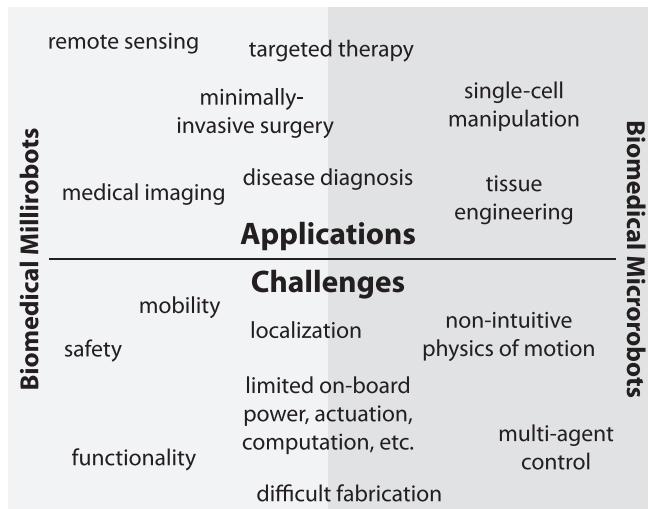 remote sensing
targeted therapy
minimally-
invasive surgery
single-cell
manipulation
medical imaging
disease diagnosis
tissue
engineering
Applications
Biomedical Millirobots
Biomedical Microrobots
Challenges
mobility
localization
safety
non-intuitive
physics of motion
limited on-board
power, actuation,
computation, etc.
functionality
multi-agent
control
difficult fabrication